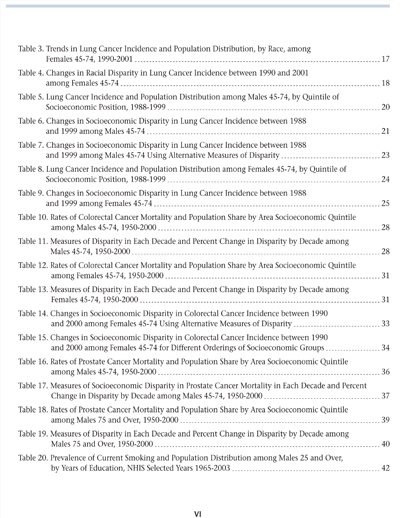 Table 3. Trends in Lung Cancer Incidence and Population Distribution, by Race, among
Females 45-74, 1990-2001 17
Table 4. Changes in Racial Disparity in Lung Cancer Incidence between 1990 and 2001
among Females 45-74 18
Table 5. Lung Cancer Incidence and Population Distribution among Males 45-74, by Quintile of
Socioeconomic Position, 1988-1999 20
Table 6. Changes in Socioeconomic Disparity in Lung Cancer Incidence between 1988
and 1999 among Males 45-74 21
Table 7. Changes in Socioeconomic Disparity in Lung Cancer Incidence between 1988
and 1999 among Males 45-74 Using Alternative Measures of Disparity 23
Table 8. Lung Cancer Incidence and Population Distribution among Females 45-74, by Quintile of
Socioeconomic Position, 1988-1999 24
Table 9. Changes in Socioeconomic Disparity in Lung Cancer Incidence between 1988
and 1999 among Females 45-74 25
Table 10. Rates of Colorectal Cancer Mortality and Population Share by Area Socioeconomic Quintile
among Males 45-74, 1950-2000 28
Table 11. Measures of Disparity in Each Decade and Percent Change in Disparity by Decade among
Males 45-74, 1950-2000 28
Table 12. Rates of Colorectal Cancer Mortality and Population Share by Area Socioeconomic Quintile
among Females 45-74, 1950-2000 31
Table 13. Measures of Disparity in Each Decade and Percent Change in Disparity by Decade among
Females 45-74, 1950-2000 31
Table 14. Changes in Socioeconomic Disparity in Colorectal Cancer Incidence between 1990
and 2000 among Females 45-74 Using Alternative Measures of Disparity 33
Table 15. Changes in Socioeconomic Disparity in Colorectal Cancer Incidence between 1990
and 2000 among Females 45-74 for Different Orderings of Socioeconomic Groups 34
Table 16. Rates of Prostate Cancer Mortality and Population Share by Area Socioeconomic Quintile
among Males 45-74, 1950-2000 36
Table 17. Measures of Socioeconomic Disparity in Prostate Cancer Mortality in Each Decade and Percent
Change in Disparity by Decade among Males 45-74, 1950-2000 37
Table 18. Rates of Prostate Cancer Mortality and Population Share by Area Socioeconomic Quintile
among Males 75 and Over, 1950-2000 39
Table 19. Measures of Disparity in Each Decade and Percent Change in Disparity by Decade among
Males 75 and Over, 1950-2000 40
Table 20. Prevalence of Current Smoking and Population Distribution among Males 25 and Over,
by Years of Education, NHIS Selected Years 1965-2003 42
VI